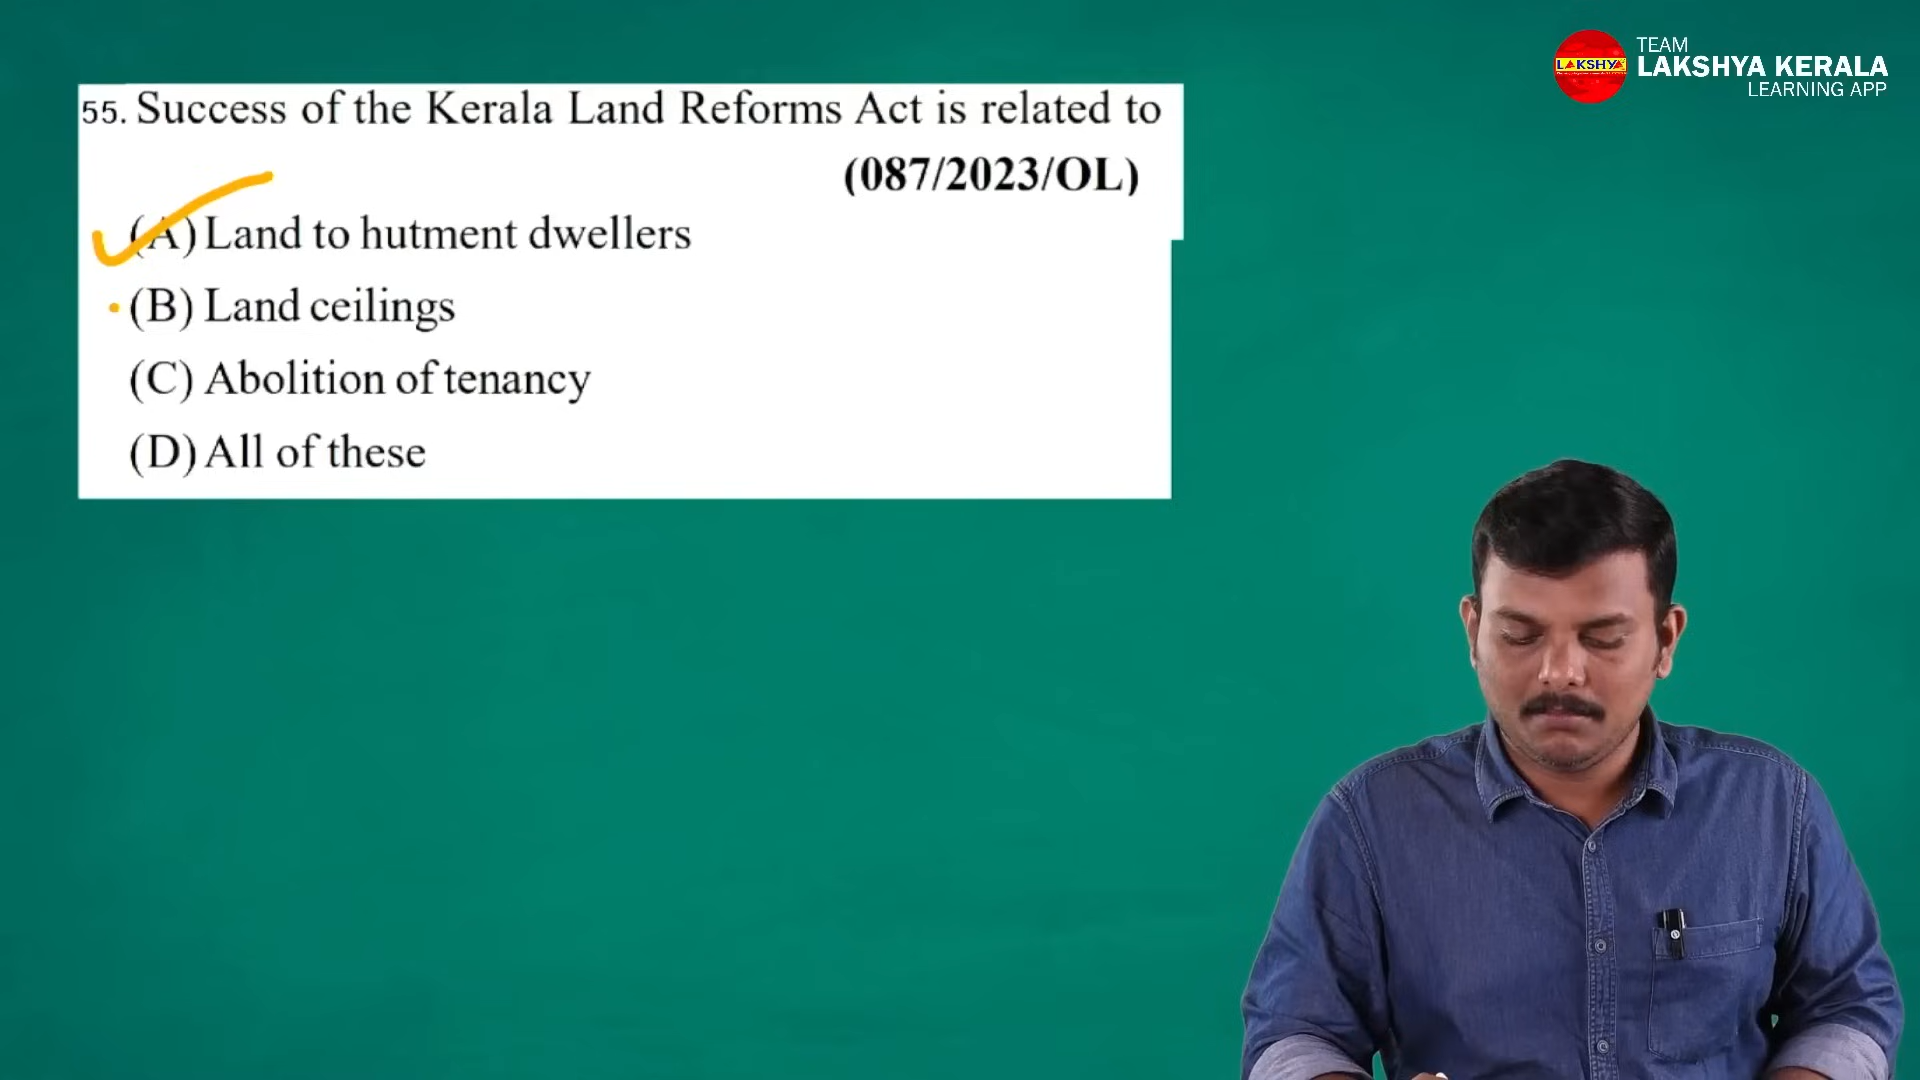 TEAM
LAKSHYA
LAKSHYA KERALA
LEARNING APP
55. Success of the Kerala Land Reforms Act is related to
(087/2023/OL)
(A) Land to hutment dwellers
(B) Land ceilings
(C) Abolition of tenancy
(D) All of these